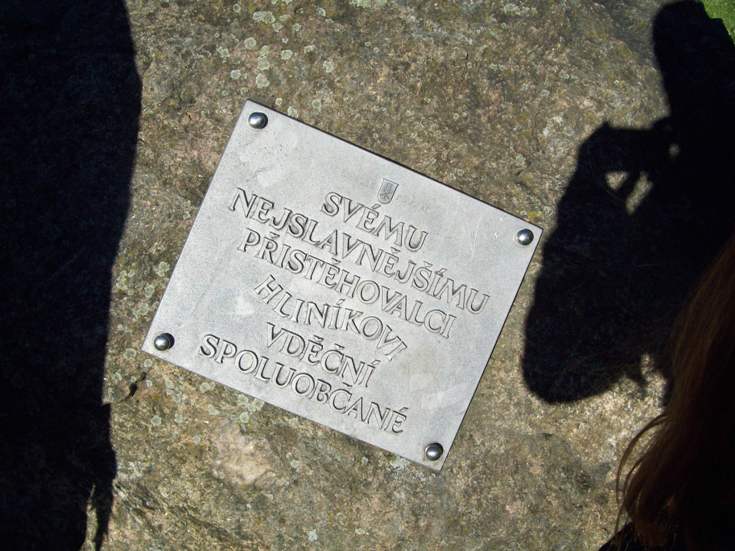 SVÉMU
NEJSLAVNĚJŠÍMU
PŘISTĚHOVALCI
HLINÍKOVI
VDĚČNÍ
SPOLUOBČANÉ